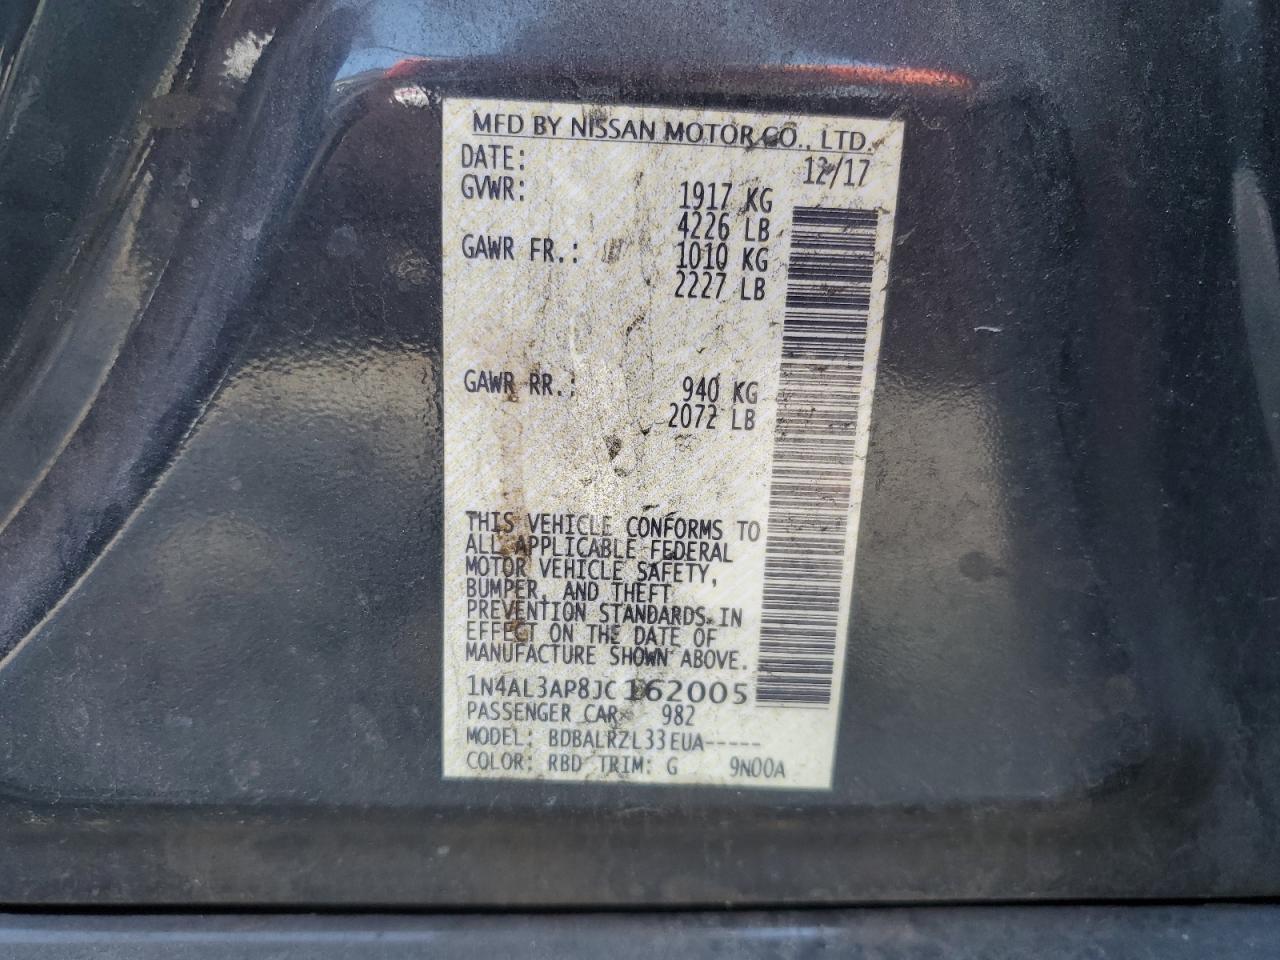 MFD BY NISSAN MOTOR CO., LTD.
DATE: 12/17
GVWR: 1917 KG
4226 LB
GAWR FR.: 1010 KG
2227 LB
GAWR RR.: 940 KG
2072 LB
THIS VEHICLE CONFORMS TO
ALL APPLICABLE FEDERAL
MOTOR VEHICLE SAFETY,
BUMPER, AND THEFT
PREVENTION STANDARDS IN
EFFECT ON THE DATE OF
MANUFACTURE SHOWN ABOVE.
1N4AL3AP8JC162005
PASSENGER CAR 982
MODEL: BDBALRZL33EUA-----
COLOR: RBD TRIM: G 9N00A